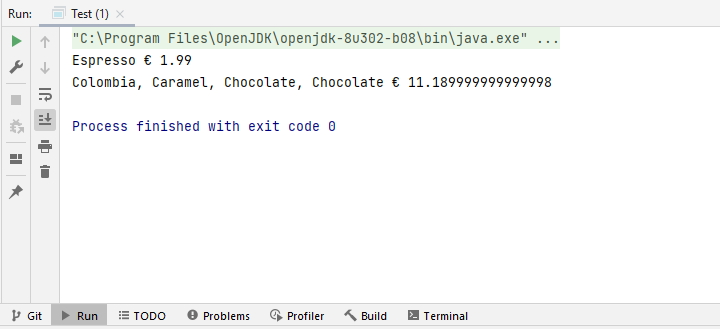 Run: Test (1)
"C:\Program Files\OpenJDK\openjdk-8u302-b08\bin\java.exe" ...
Espresso € 1.99
Colombia, Caramel, Chocolate, Chocolate € 11.189999999999998
Process finished with exit code 0
Git Run TODO Problems Profiler Build Terminal